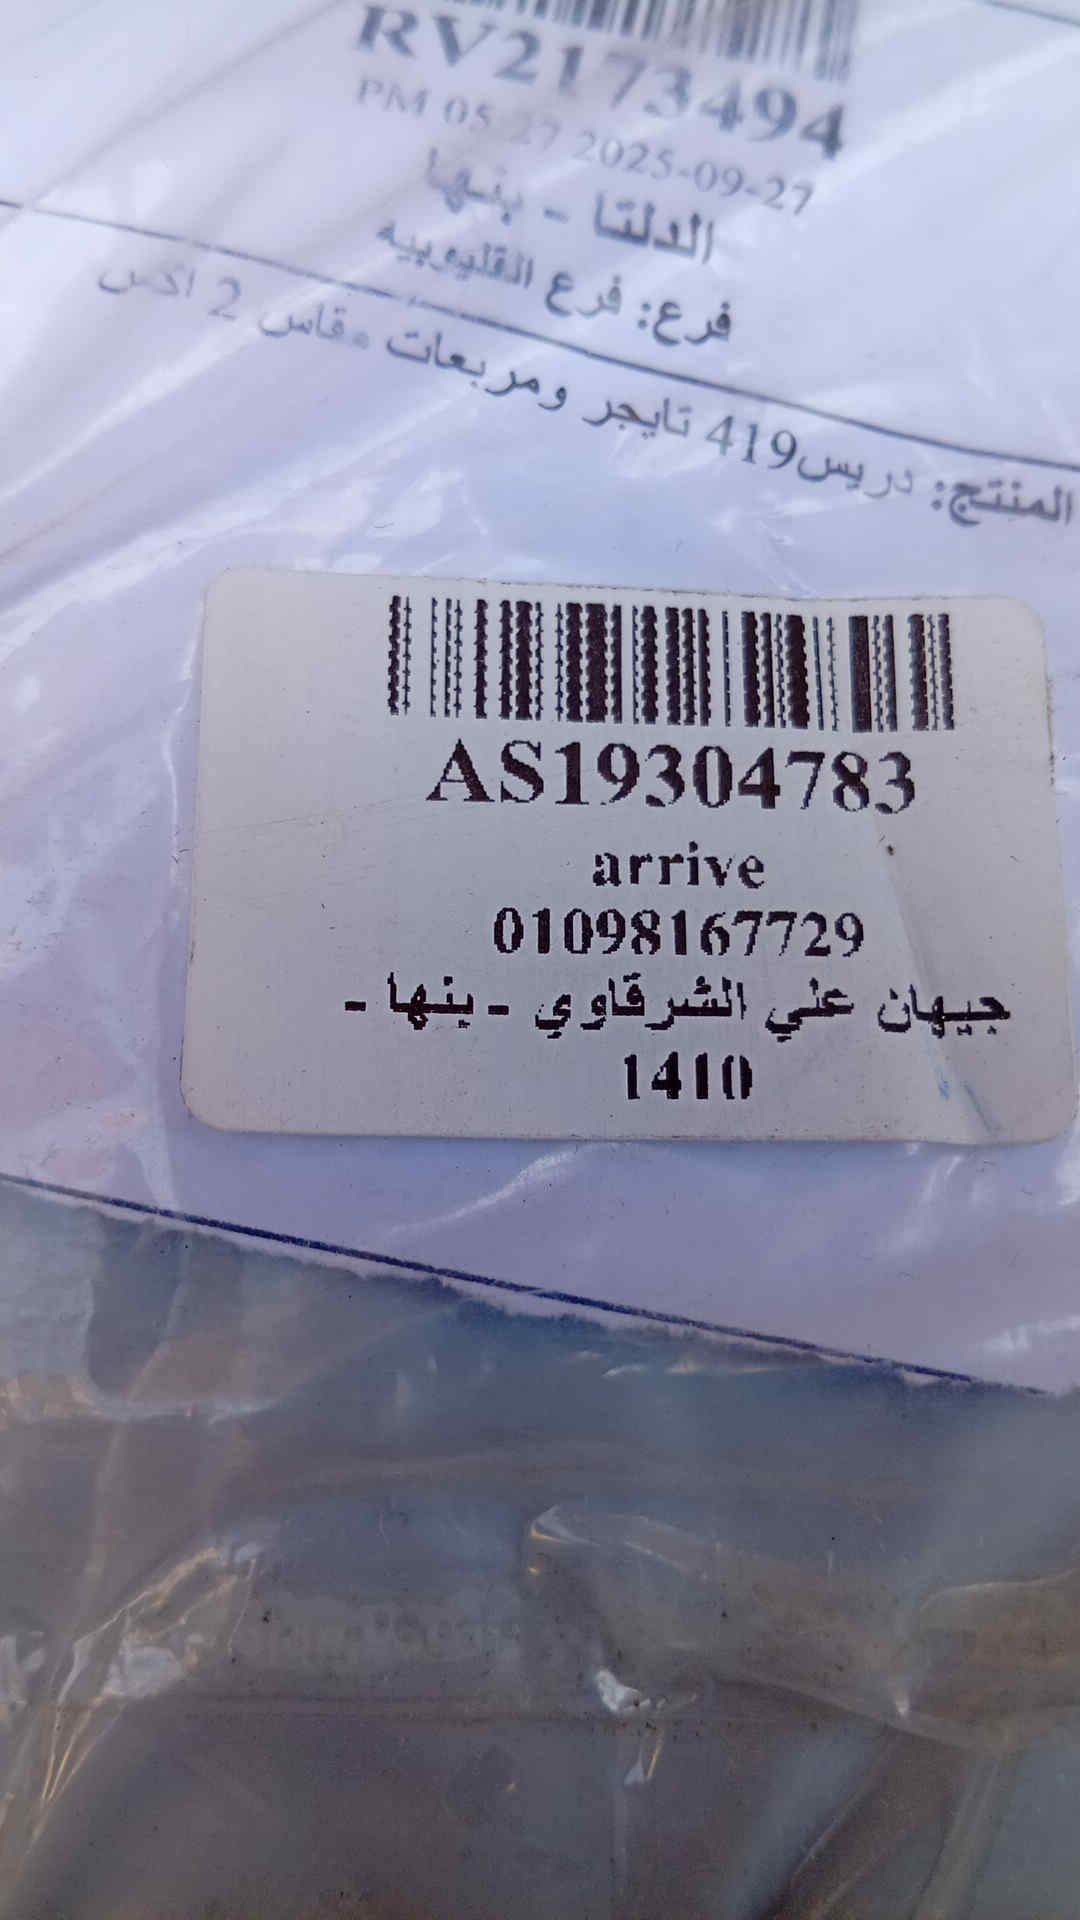 RV2173494
PM 05 27 2025-09-27
الدلتا - بنها
فرع: فرع القليوبيه
المنتج: دريس419 تايجر ومربعات مقاس 2 اكس
AS19304783
arrive
01098167729
جيهان علي الشرقاوي - بنها -
1410